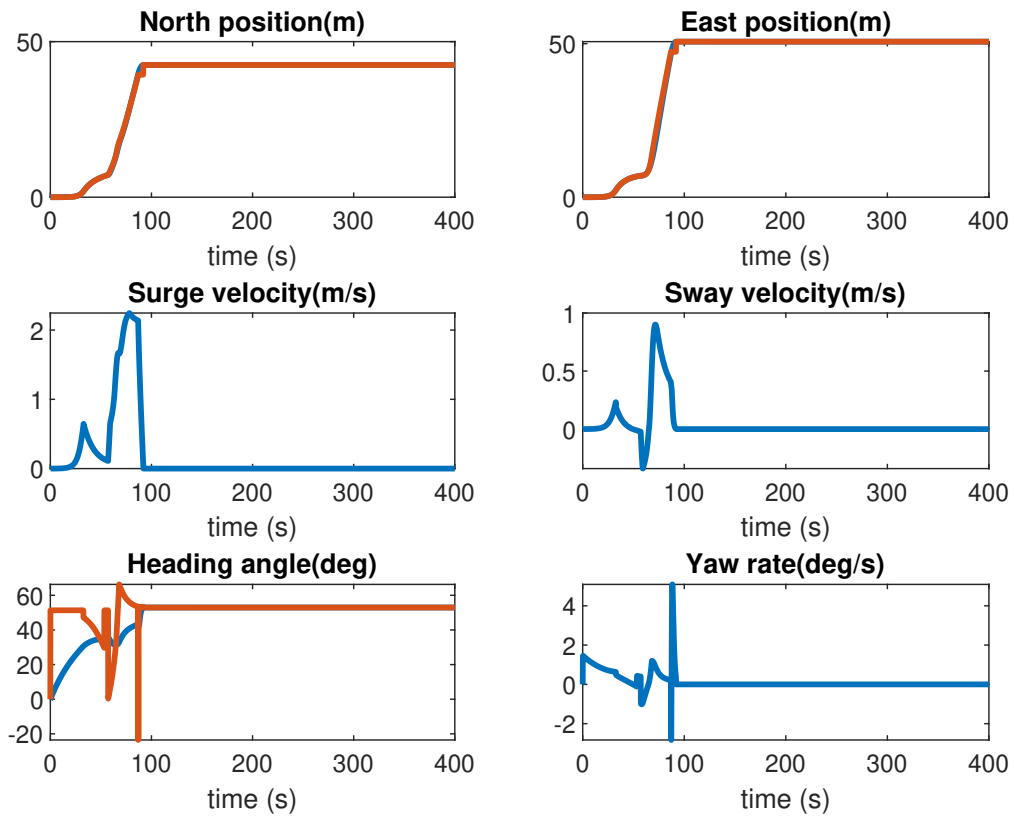 North position(m)
50
0
0 100 200 300 400
time (s)
East position(m)
50
0
0 100 200 300 400
time (s)
Surge velocity(m/s)
2
1
0
0 100 200 300 400
time (s)
Sway velocity(m/s)
1
0.5
0
0 100 200 300 400
time (s)
Heading angle(deg)
60
40
20
0
-20
0 100 200 300 400
time (s)
Yaw rate(deg/s)
4
2
0
-2
0 100 200 300 400
time (s)